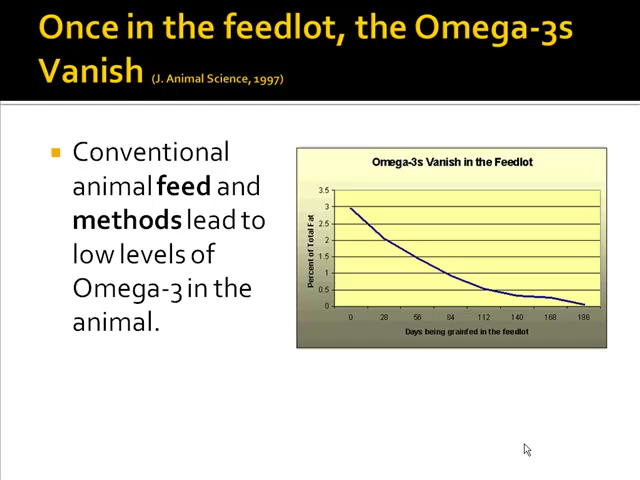 Once in the feedlot, the Omega-3s
Vanish (J. Animal Science, 1997)
Conventional
animal feed and
methods lead to
low levels of
Omega-3 in the
animal.
Omega-3s Vanish in the Feedlot
Percent of Total Fat
3.5
3
2.5
2
1.5
1
0.5
0
0 28 56 84 112 140 168 198
Days being grainfed in the feedlot